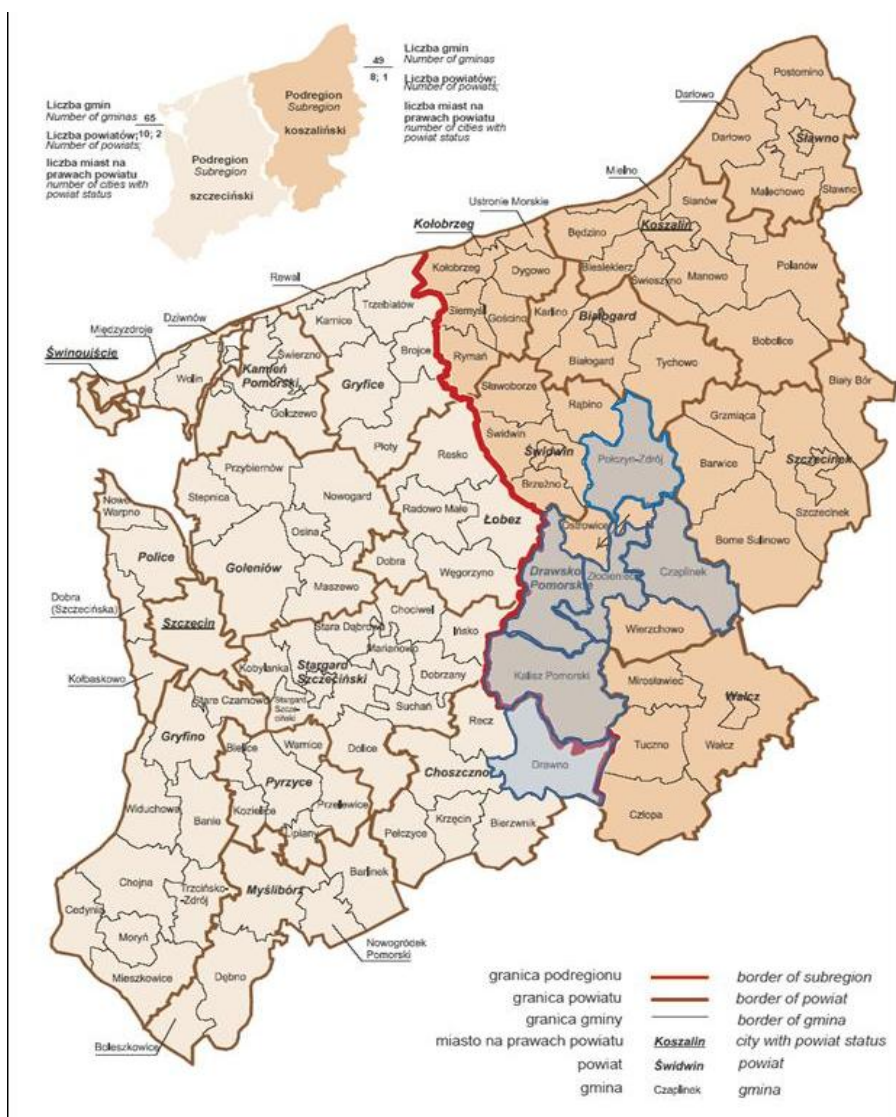 Liczba gmin
Number of gminas
65
Liczba powiatów;
10; 2
Number of powiats;
liczba miast na
prawach powiatu
number of cities with
powiat status
Podregion
Subregion
szczeciński
Podregion
Subregion
koszaliński
49
8; 1
Liczba gmin
Number of gminas
Liczba powiatów;
Number of powiats;
liczba miast na
prawach powiatu
number of cities with
powiat status
Postomino
Darłowo
Darłowo
Sławno
Mielno
Malechowo
Sławno
Sianów
Ustronie Morskie
Kołobrzeg
Będzino
Koszalin
Kołobrzeg
Dygowo
Biesiekierz
Świeszyno
Manowo
Polanów
Rewal
Trzebiatów
Siemyśl
Gościno
Karlino
Białogard
Dziwnów
Karnice
Międzyzdroje
Świerzno
Brojce
Rymań
Białogard
Tychowo
Bobolice
Świnoujście
Wolin
Kamień
Pomorski
Gryfice
Sławoborze
Rąbino
Biały Bór
Golczewo
Grzmiąca
Płoty
Resko
Świdwin
Świdwin
Połczyn-Zdrój
Barwice
Szczecinek
Przybiernów
Brzeżno
Stepnica
Nowogard
Radowo Małe
Szczecinek
Nowe
Warpno
Łobez
Ostrowice
Borne Sulinowo
Osina
Police
Goleniów
Dobra
Węgorzyno
Drawsko
Pomorskie
Złocieniec
Czaplinek
Maszewo
Dobra
(Szczecińska)
Szczecin
Chociwel
Stara Dąbrowa
Ińsko
Wierzchowo
Marianowo
Kobylanka
Stargard
Szczeciński
Dobrzany
Kołbaskowo
Kalisz Pomorski
Mirosławiec
Wałcz
Stare Czarnowo
Stargard
Szcze-
ciński
Suchań
Recz
Gryfino
Bielice
Warnice
Dolice
Tuczno
Wałcz
Choszczno
Drawno
Pyrzyce
Widuchowa
Kozielice
Przelewice
Banie
Lipiany
Pełczyce
Krzęcin
Bierzwnik
Człopa
Barlinek
Chojna
Trzcińsko-
Zdrój
Myślibórz
Cedynia
Moryń
Nowogródek
Pomorski
Mieszkowice
Dębno
Boleszkowice
granica podregionu border of subregion
granica powiatu border of powiat
granica gminy border of gmina
miasto na prawach powiatu Koszalin city with powiat status
powiat Świdwin powiat
gmina Czaplinek gmina